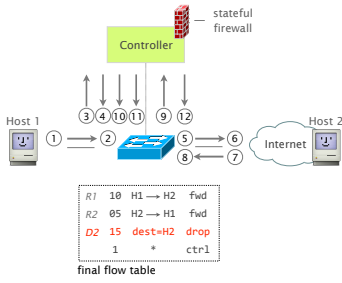 stateful
firewall
Controller
3 4 10 11 9 12
Host 1
Host 2
1 2 5 6
Internet
8 7
R1 10 H1 → H2 fwd
R2 05 H2 → H1 fwd
D2 15 dest=H2 drop
1 * ctrl
final flow table